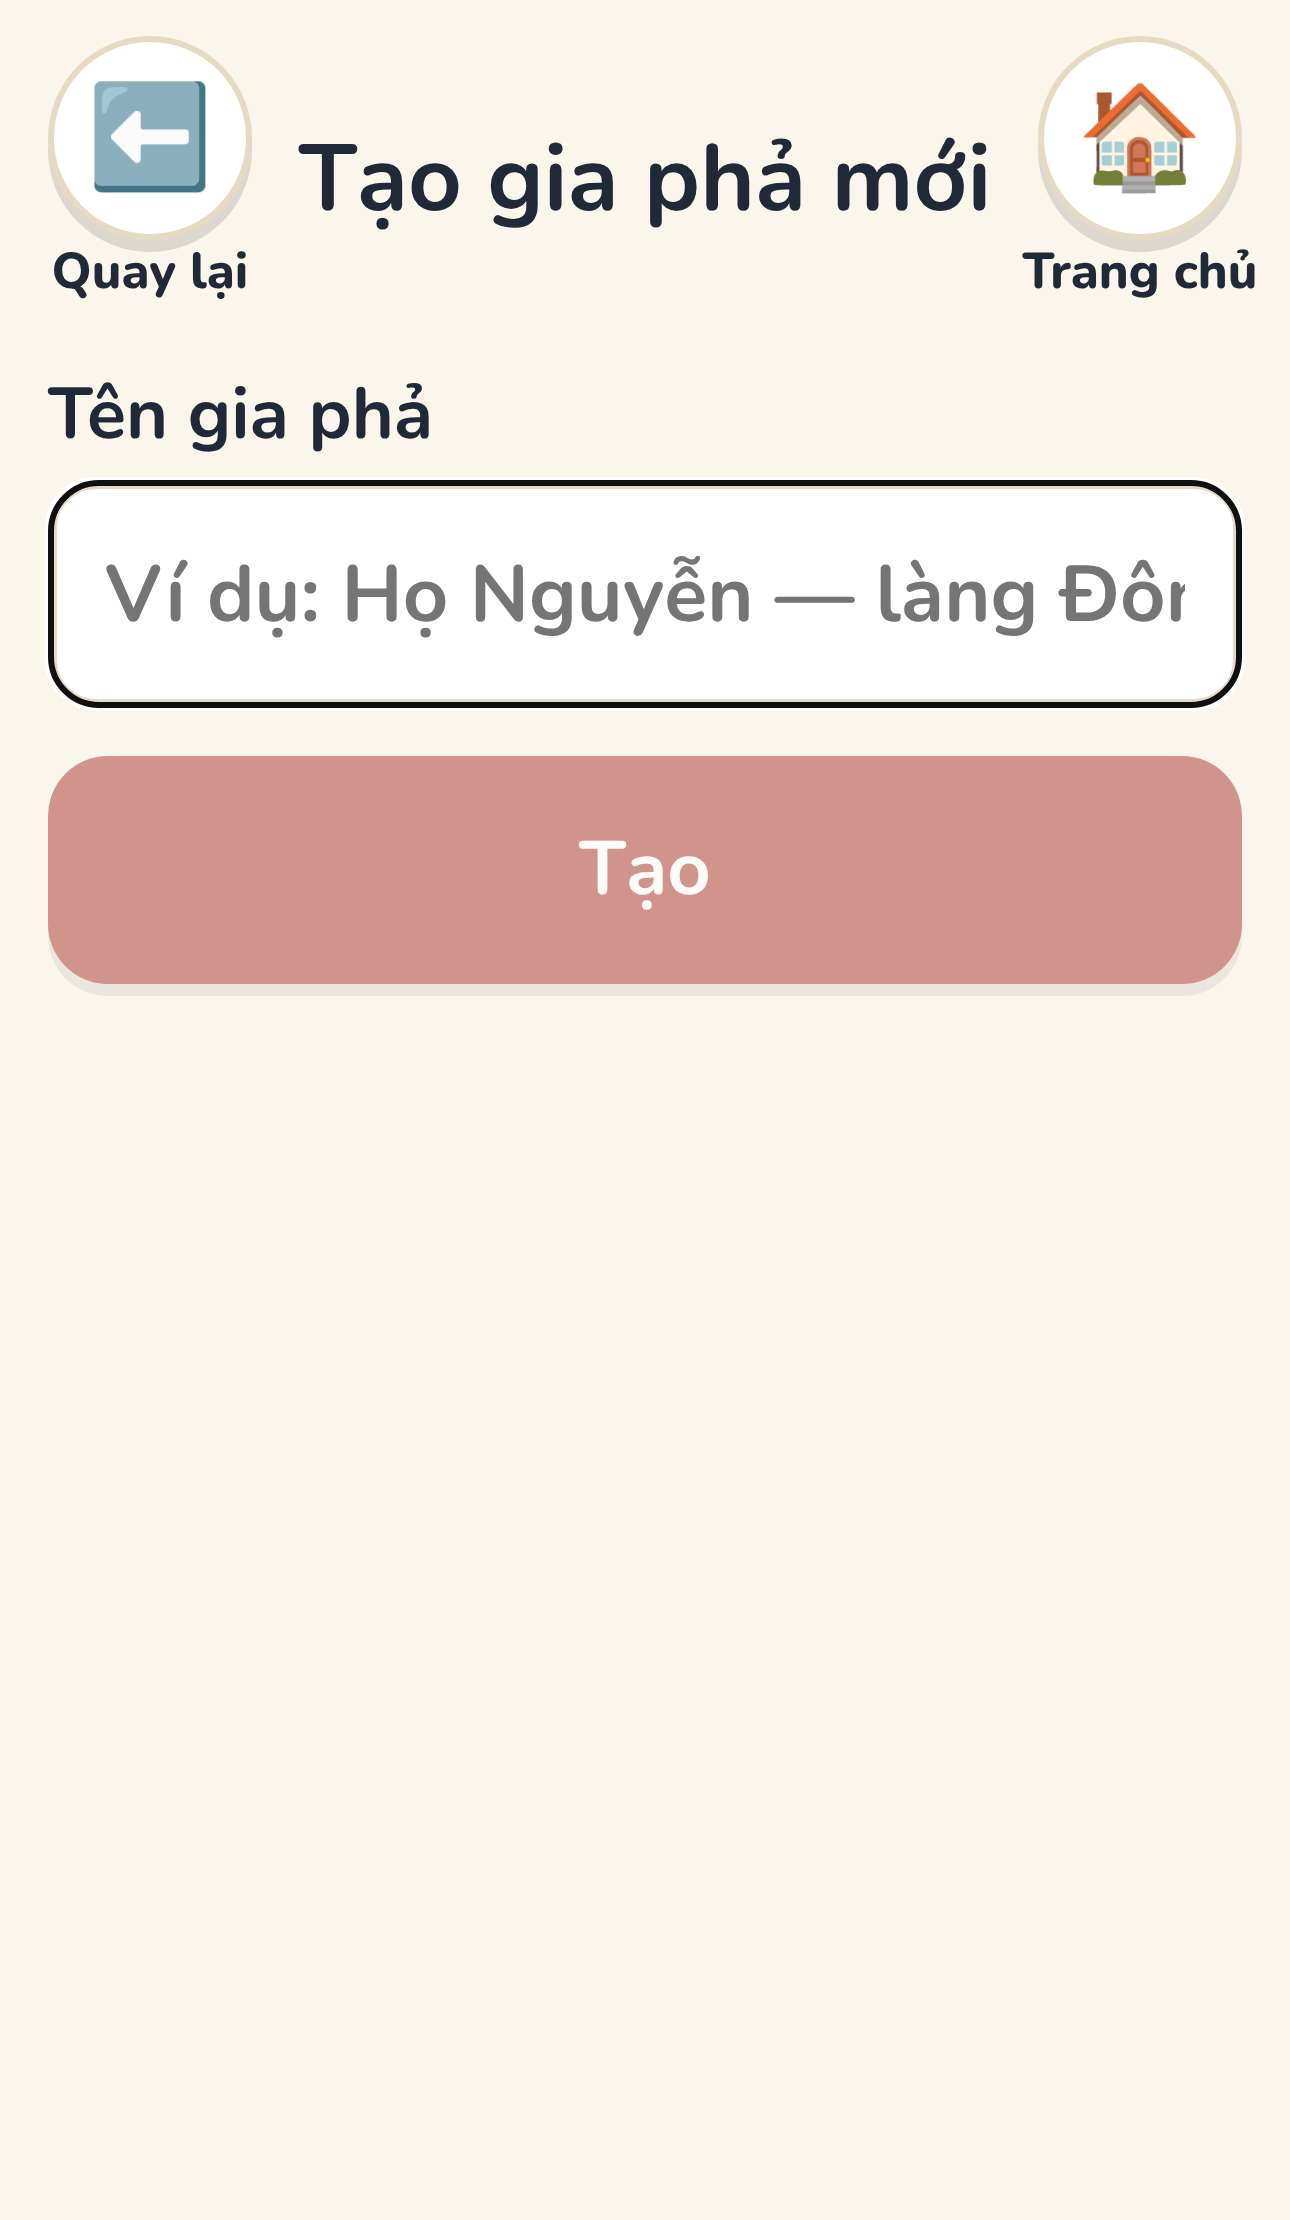 Tạo gia phả mới
Quay lại
Trang chủ
Tên gia phả
Ví dụ: Họ Nguyễn — làng
Tạo